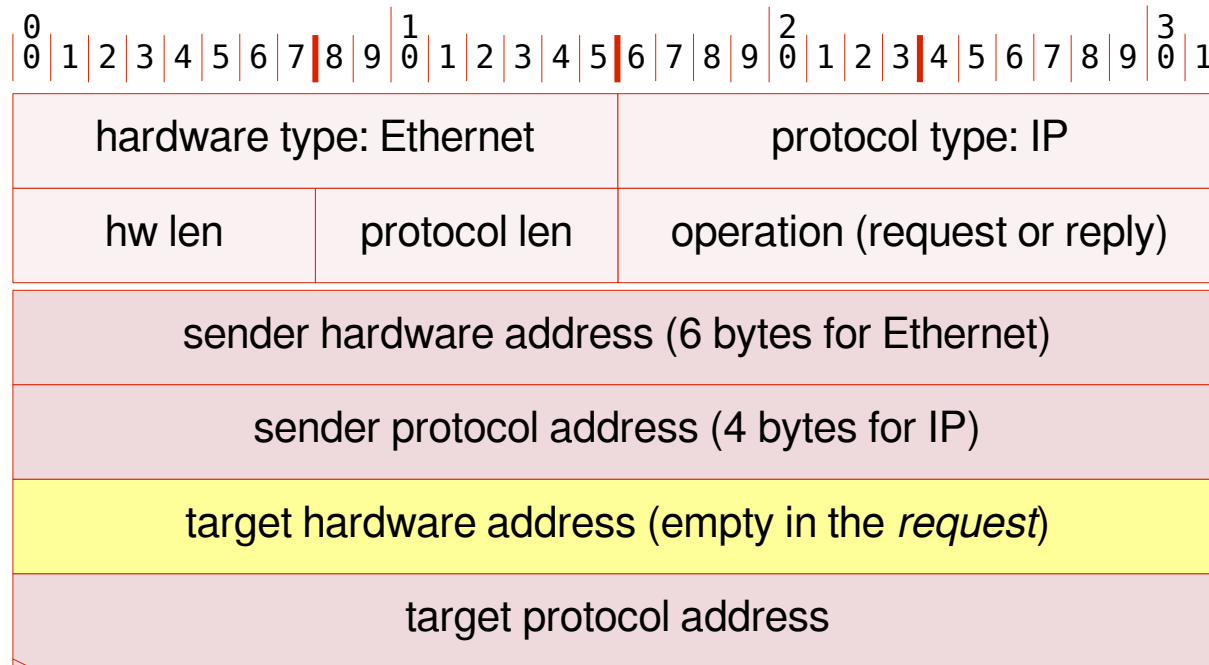 0 1 2 3
0 1 2 3 4 5 6 7 8 9 0 1 2 3 4 5 6 7 8 9 0 1 2 3 4 5 6 7 8 9 0 1
hardware type: Ethernet protocol type: IP
hw len protocol len operation (request or reply)
sender hardware address (6 bytes for Ethernet)
sender protocol address (4 bytes for IP)
target hardware address (empty in the request)
target protocol address